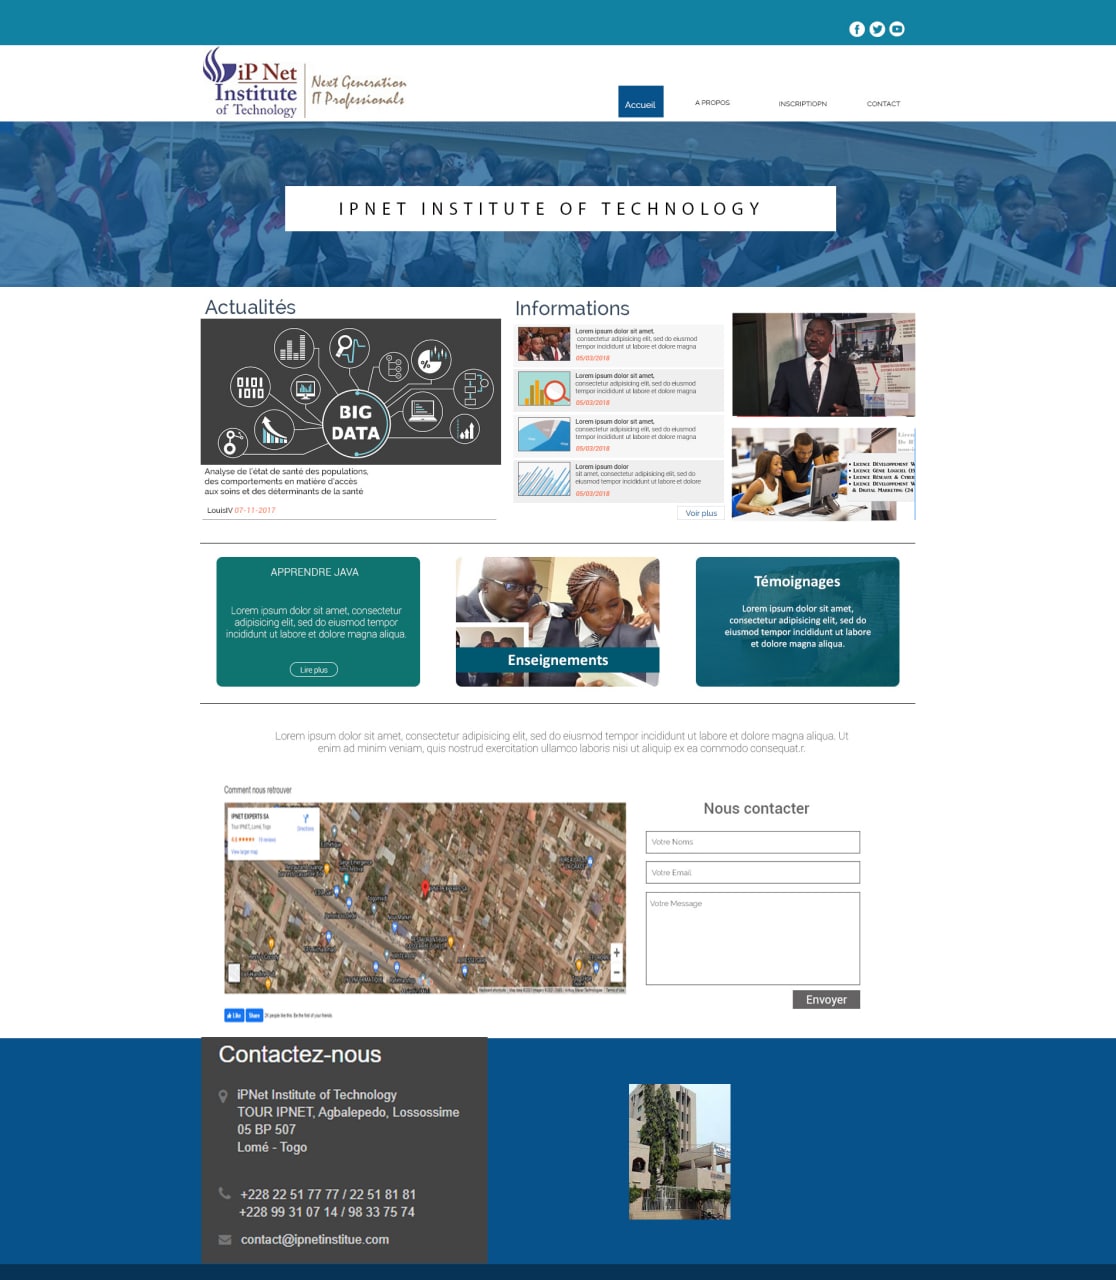 iP Net
Institute
of Technology
Next Generation
IT Professionals
Accueil
A PROPOS
INSCRIPTIOPN
CONTACT
IPNET INSTITUTE OF TECHNOLOGY
Actualités
BIG
DATA
Analyse de l'état de santé des populations,
des comportements en matière d'accès
aux soins et des déterminants de la santé
LouisIV 07-11-2017
Informations
Lorem ipsum dolor sit amet,
consectetur adipisicing elit, sed do eiusmod
tempor incididunt ut labore et dolore magna
05/03/2018
Lorem ipsum dolor sit amet,
consectetur adipisicing elit, sed do eiusmod
tempor incididunt ut labore et dolore magna
05/03/2018
Lorem ipsum dolor sit amet,
consectetur adipisicing elit, sed do eiusmod
tempor incididunt ut labore et dolore magna
05/03/2018
Lorem ipsum dolor
sit amet, consectetur adipisicing elit, sed do
eiusmod tempor incididunt ut labore et dolore
05/03/2018
Voir plus
• Licence Développement W
• Licence Génie Logiciel (
• Licence Réseaux & Cyber
• Licence Développement W
& Digital Marketing (24
APPRENDRE JAVA
Lorem ipsum dolor sit amet, consectetur
adipisicing elit, sed do eiusmod tempor
incididunt ut labore et dolore magna aliqua.
Lire plus
Enseignements
Témoignages
Lorem ipsum dolor sit amet,
consectetur adipisicing elit, sed do
eiusmod tempor incididunt ut labore
et dolore magna aliqua.
Lorem ipsum dolor sit amet, consectetur adipisicing elit, sed do eiusmod tempor incididunt ut labore et dolore magna aliqua. Ut
enim ad minim veniam, quis nostrud exercitation ullamco laboris nisi ut aliquip ex ea commodo consequat.r.
Comment nous retrouver
IPNET EXPERTS SA
Tour IPNET, Lomé, Togo
Directions
View larger map
Like
Share
Nous contacter
Votre Noms
Votre Email
Votre Message
Envoyer
Contactez-nous
iPNet Institute of Technology
TOUR IPNET, Agbalepedo, Lossossime
05 BP 507
Lomé - Togo
+228 22 51 77 77 / 22 51 81 81
+228 99 31 07 14 / 98 33 75 74
contact@ipnetinstitue.com